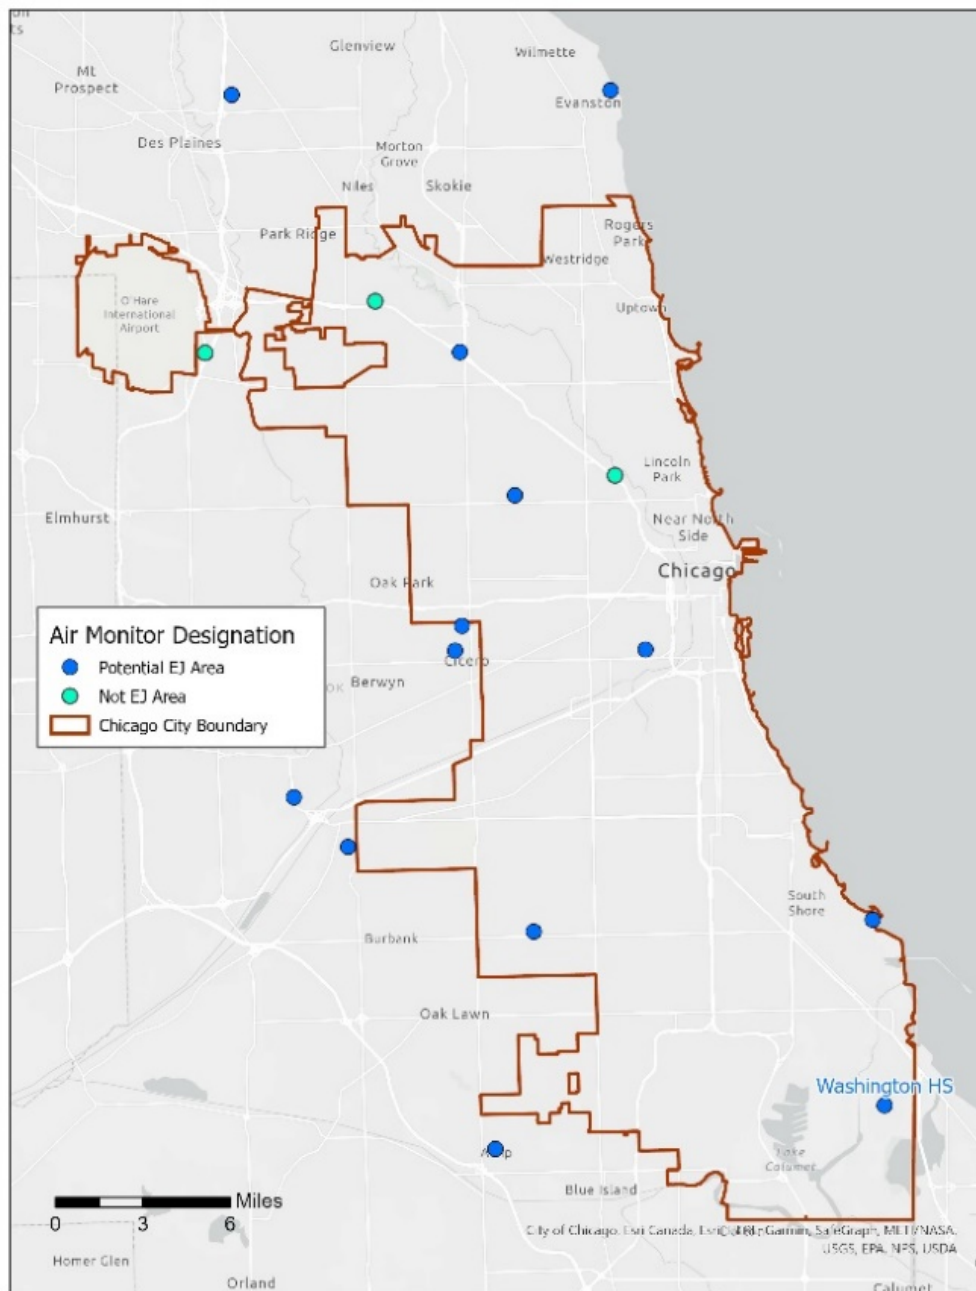 Glenview
Wilmette
Mt
Prospect
Evanston
Des Plaines
Morton
Grove
Niles
Skokie
Park Ridge
Rogers
Park
Westridge
O'Hare
International
Airport
Uptown
Lincoln
Park
Elmhurst
Near North
Side
Chicago
Oak Park
Air Monitor Designation
Potential EJ Area
Not EJ Area
Chicago City Boundary
Cicero
Berwyn
OK
South
Shore
Burbank
Oak Lawn
Washington HS
Lake
Calumet
Blue Island
Miles
0 3 6
City of Chicago, Esri Canada, Esri, Garmin, SafeGraph, METI/NASA,
USGS, EPA, NPS, USDA
Homer Glen
Orland
Calumet